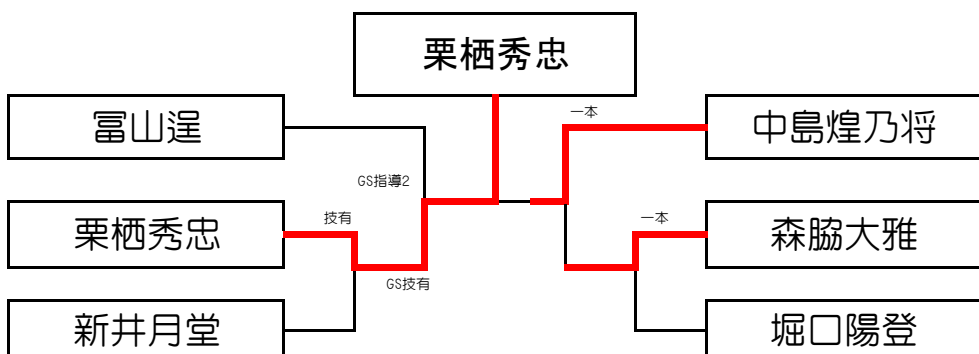 栗栖秀忠
冨山逞
一本
中島煌乃将
GS指導2
栗栖秀忠
技有
一本
森脇大雅
GS技有
新井月堂
堀口陽登